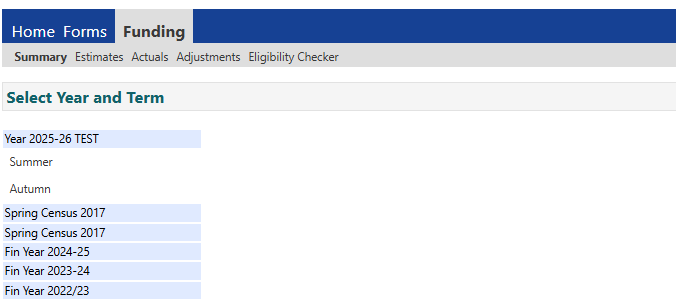 Home Forms Funding
Summary Estimates Actuals Adjustments Eligibility Checker
Select Year and Term
Year 2025-26 TEST
Summer
Autumn
Spring Census 2017
Spring Census 2017
Fin Year 2024-25
Fin Year 2023-24
Fin Year 2022/23